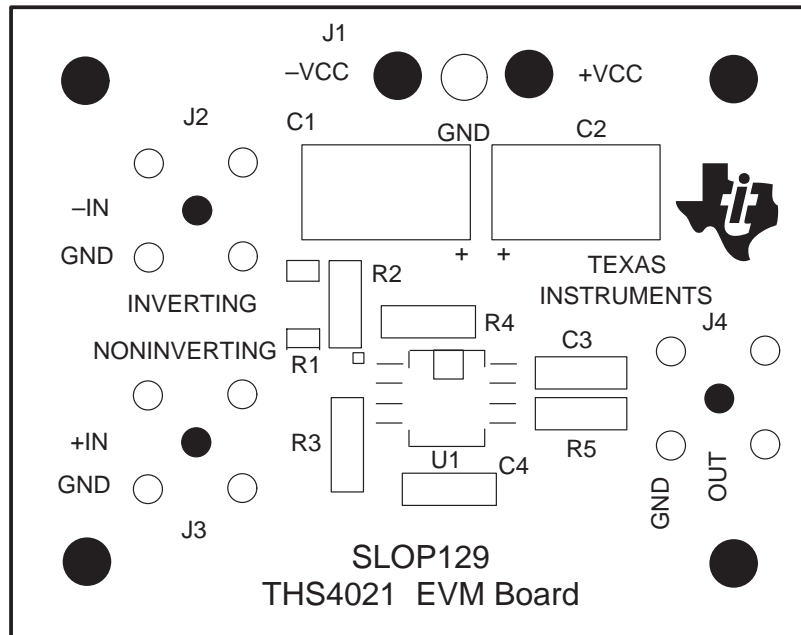 J1
–VCC
+VCC
J2
C1
GND
C2
–IN
GND
+ +
R2
TEXAS
INSTRUMENTS
INVERTING
R4
J4
NONINVERTING
R1
C3
+IN
R3
U1
C4
R5
GND
GND
OUT
J3
SLOP129
THS4021 EVM Board